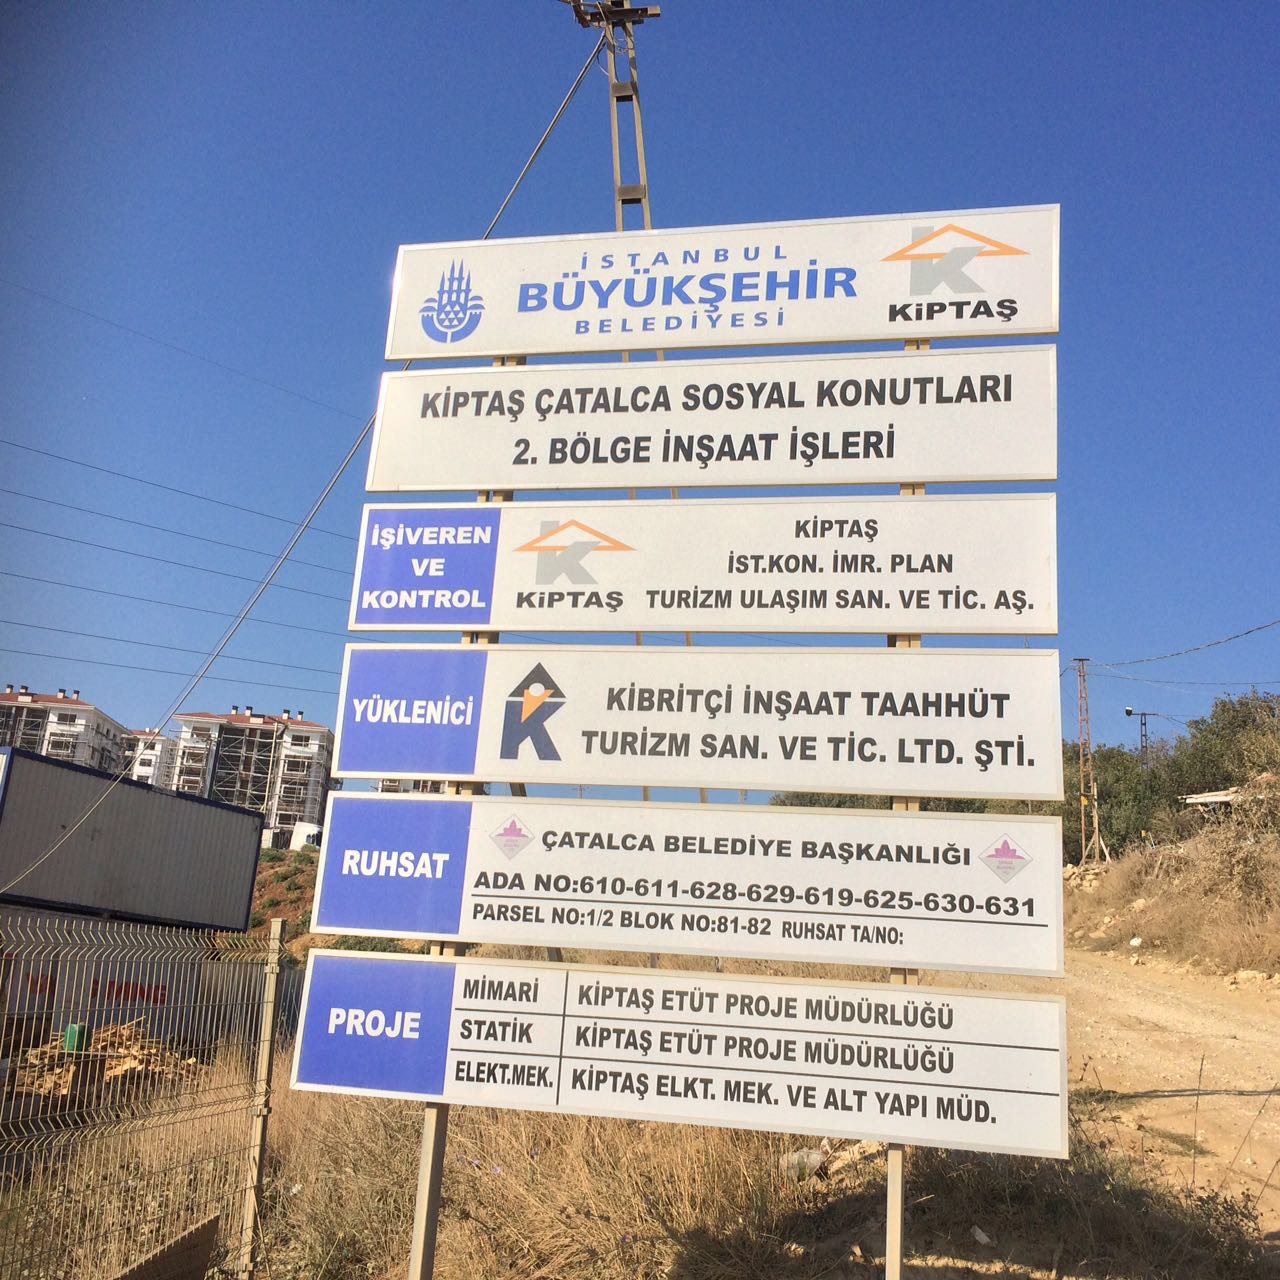 İSTANBUL
BÜYÜKŞEHİR
BELEDİYESİ
KİPTAŞ
KİPTAŞ ÇATALCA SOSYAL KONUTLARI
2. BÖLGE İNŞAAT İŞLERİ
İŞİVEREN
VE
KONTROL
KİPTAŞ
KİPTAŞ
İST.KON. İMR. PLAN
TURİZM ULAŞIM SAN. VE TİC. AŞ.
YÜKLENİCİ
KİBRİTÇİ İNŞAAT TAAHHÜT
TURİZM SAN. VE TİC. LTD. ŞTİ.
RUHSAT
ÇATALCA BELEDİYE BAŞKANLIĞI
ADA NO:610-611-628-629-619-625-630-631
PARSEL NO:1/2 BLOK NO:81-82 RUHSAT TA/NO:
PROJE
MİMARİ KİPTAŞ ETÜT PROJE MÜDÜRLÜĞÜ
STATİK KİPTAŞ ETÜT PROJE MÜDÜRLÜĞÜ
ELEKT.MEK. KİPTAŞ ELKT. MEK. VE ALT YAPI MÜD.